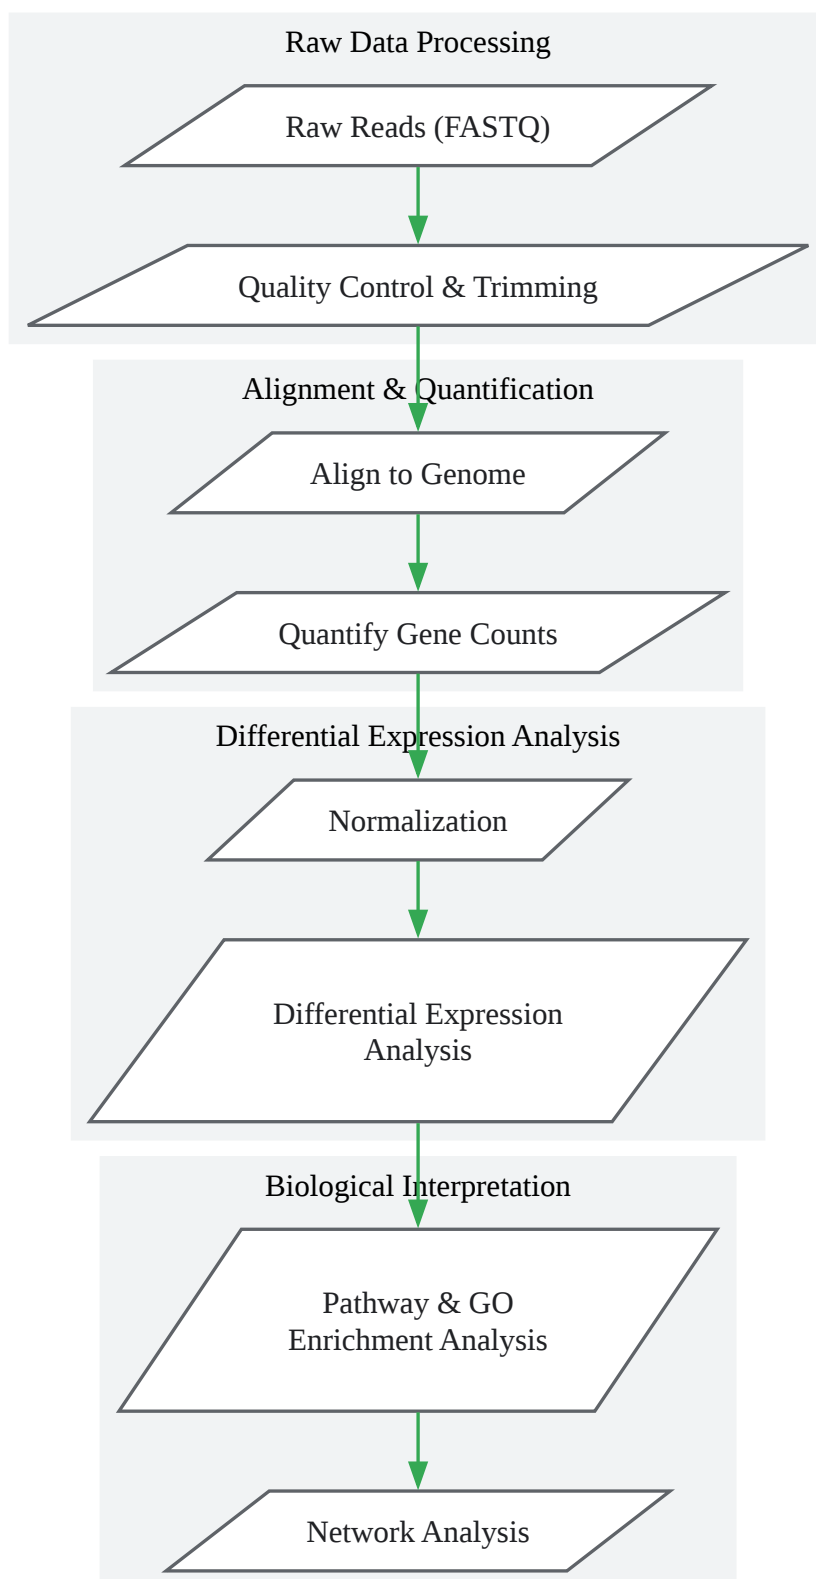 Raw Data Processing
Raw Reads (FASTQ)
Quality Control & Trimming
Alignment & Quantification
Align to Genome
Quantify Gene Counts
Differential Expression Analysis
Normalization
Differential Expression
Analysis
Biological Interpretation
Pathway & GO
Enrichment Analysis
Network Analysis